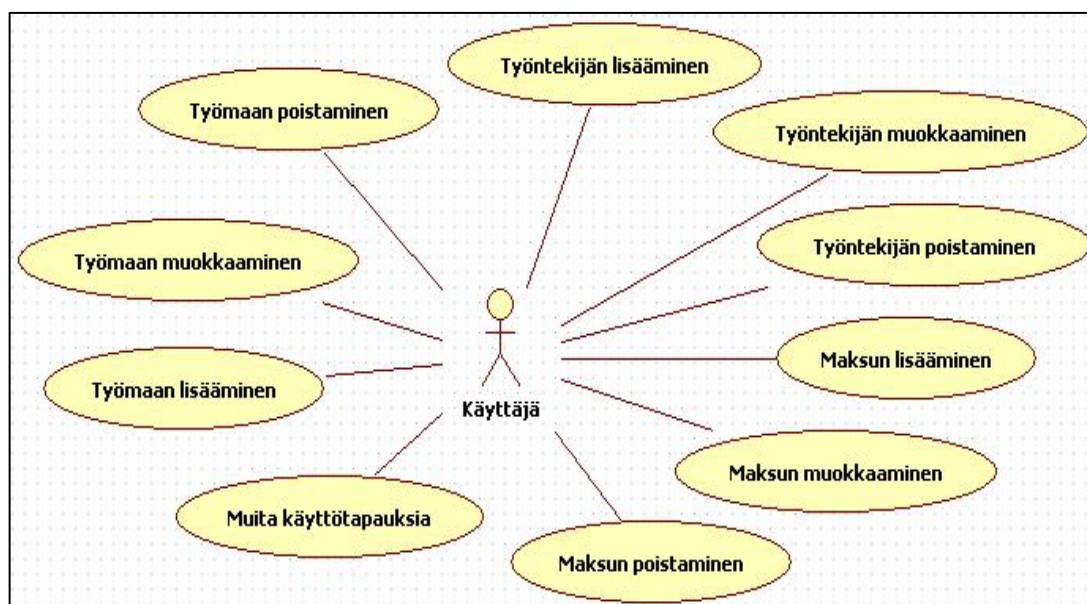 Työntekijän lisääminen
Työmaan poistaminen
Työntekijän muokkaaminen
Työntekijän poistaminen
Työmaan muokkaaminen
Maksun lisääminen
Työmaan lisääminen
Käyttäjä
Maksun muokkaaminen
Muita käyttötapauksia
Maksun poistaminen